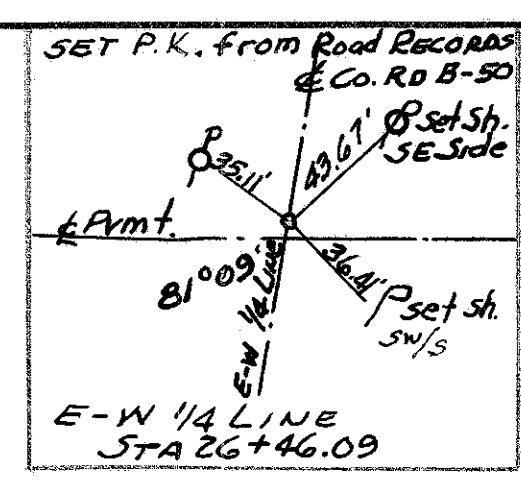 SET P.K. from Road RECORDS
℄ Co. RD B-50
P
35.11'
43.67'
P set sh.
SE Side
℄ Pvmt.
81°09'
36.41'
P set sh.
SW/S
E-W 1/4 LINE
E-W 1/4 LINE
STA 26+46.09